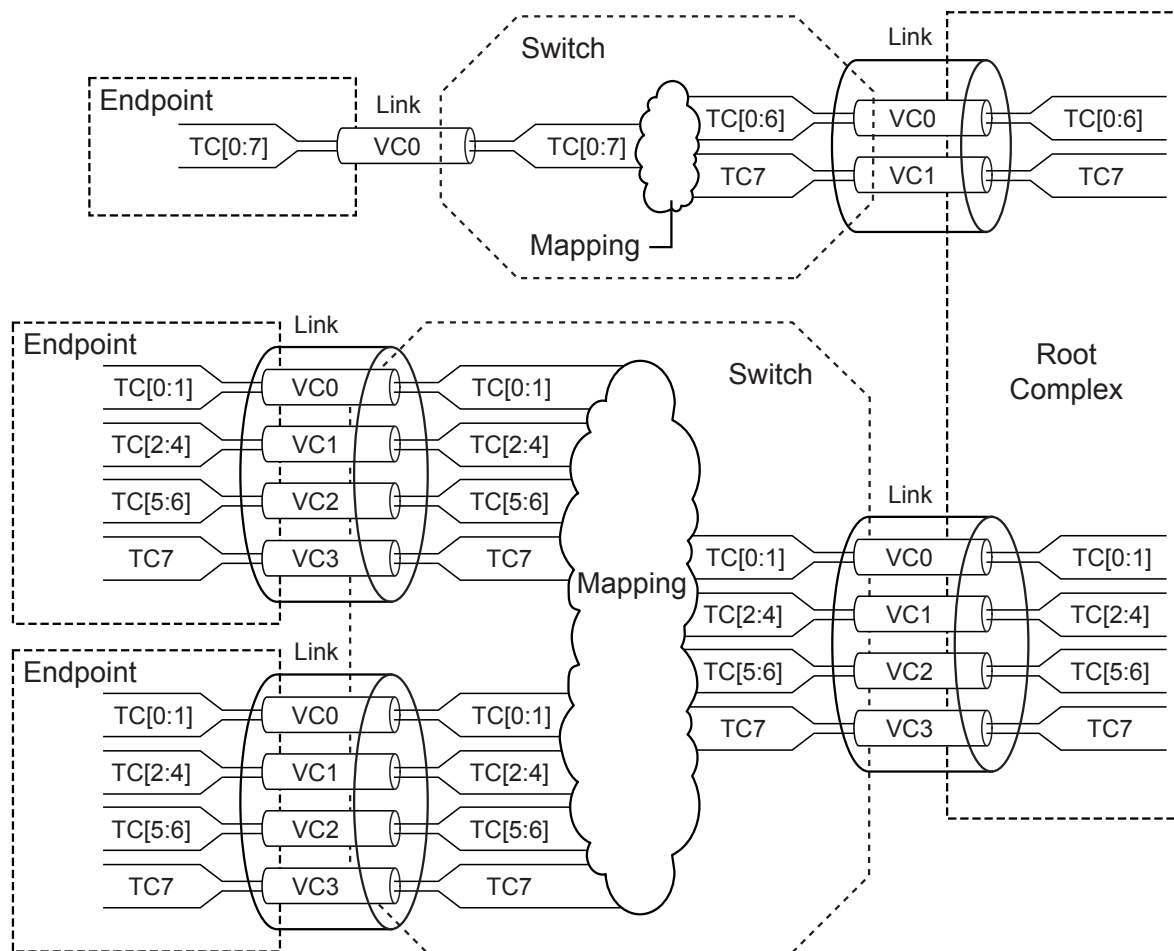 Switch
Link
Endpoint
Link
TC[0:7]
VC0
TC[0:7]
TC[0:6]
VC0
TC[0:6]
TC7
VC1
TC7
Mapping
Endpoint
Link
TC[0:1]
VC0
TC[0:1]
TC[2:4]
VC1
TC[2:4]
TC[5:6]
VC2
TC[5:6]
TC7
VC3
TC7
Switch
Root
Complex
Mapping
Link
TC[0:1]
VC0
TC[0:1]
TC[2:4]
VC1
TC[2:4]
TC[5:6]
VC2
TC[5:6]
TC7
VC3
TC7
Endpoint
Link
TC[0:1]
VC0
TC[0:1]
TC[2:4]
VC1
TC[2:4]
TC[5:6]
VC2
TC[5:6]
TC7
VC3
TC7